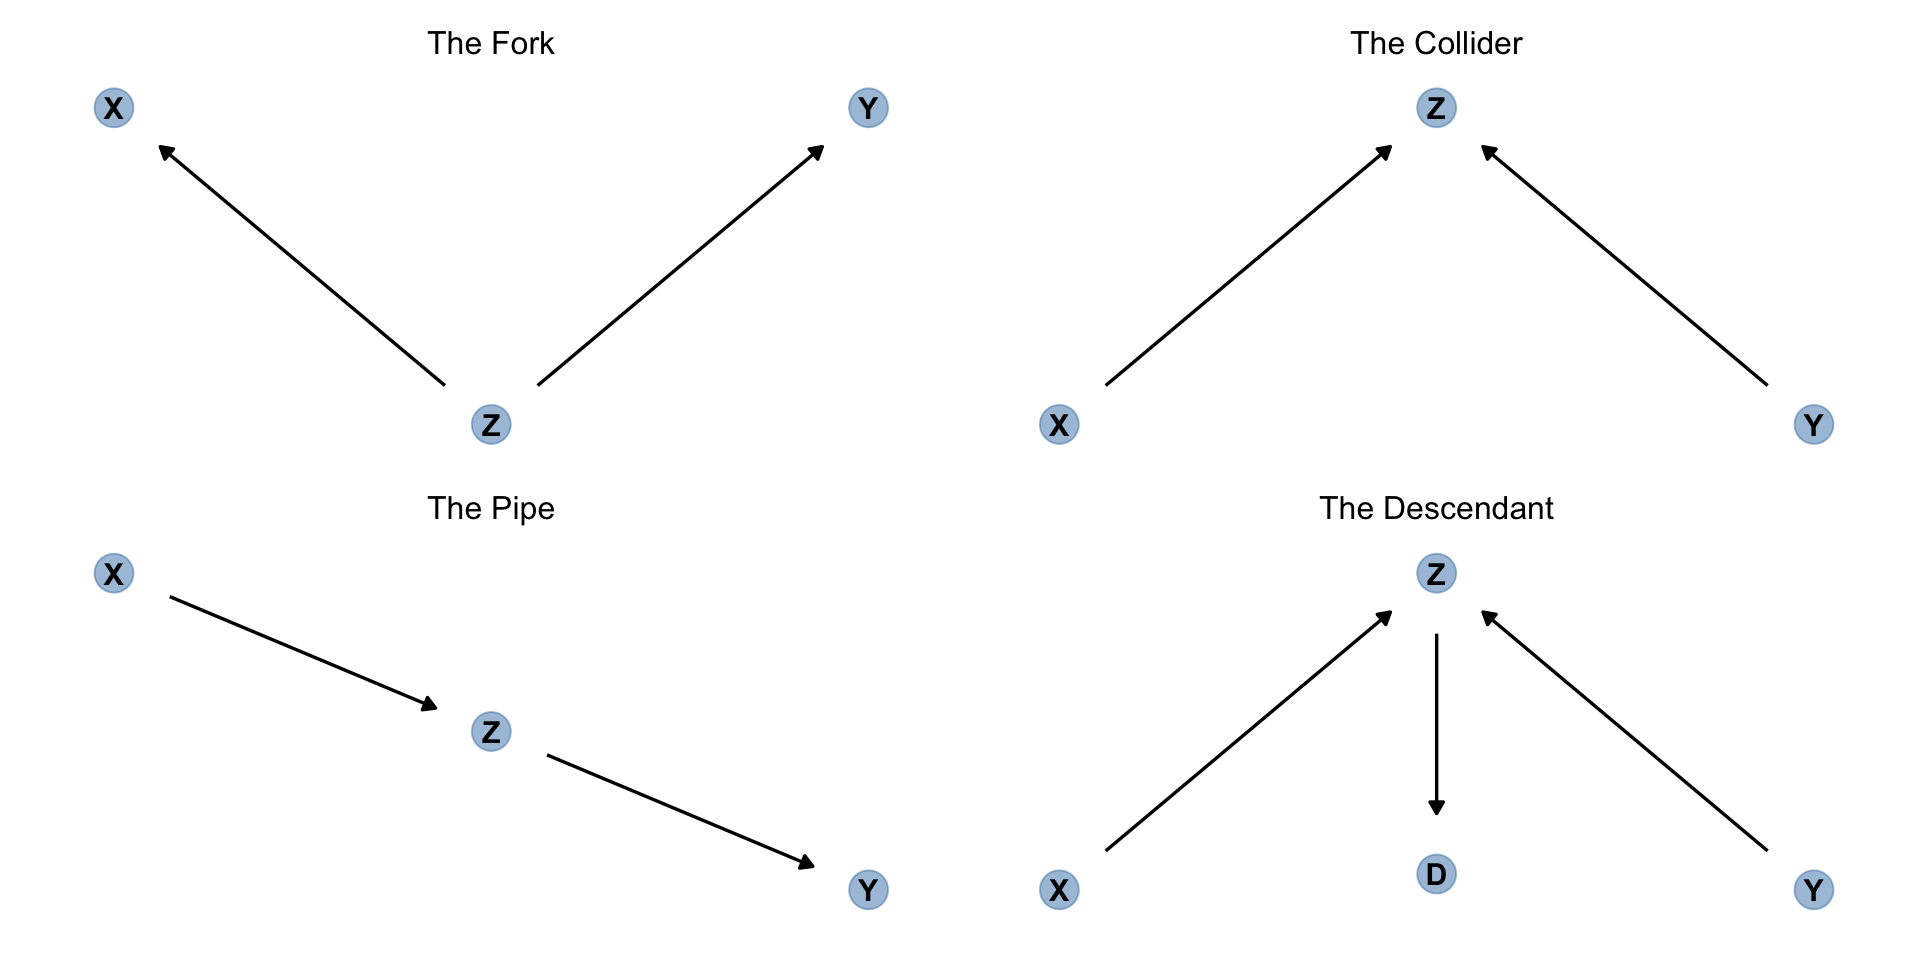 The Fork
X
Y
Z
The Collider
Z
X
Y
The Pipe
X
Z
Y
The Descendant
Z
X
D
Y